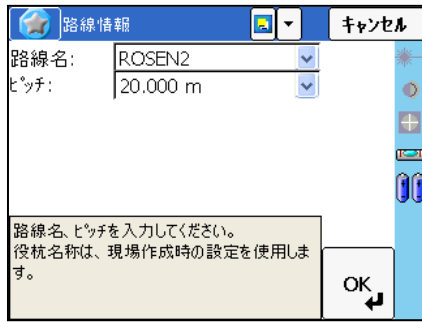 路線情報
キャンセル
路線名: ROSEN2
ﾋﾟｯﾁ: 20.000 m
路線名、ﾋﾟｯﾁを入力してください。
役杭名称は、現場作成時の設定を使用しま
す。
OK